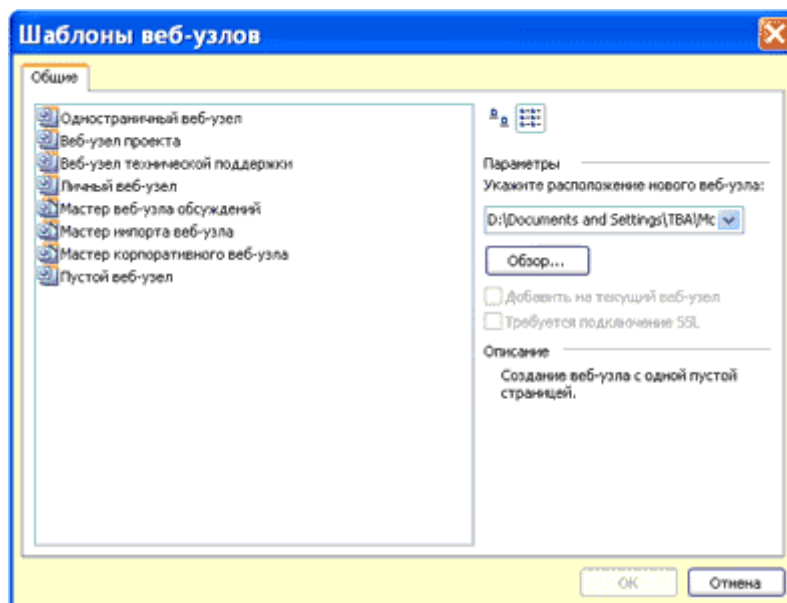 Шаблоны веб-узлов
Общие
Одностраничный веб-узел
Веб-узел проекта
Веб-узел технической поддержки
Личный веб-узел
Мастер веб-узла обсуждений
Мастер импорта веб-узла
Мастер корпоративного веб-узла
Пустой веб-узел
Параметры
Укажите расположение нового веб-узла:
D:\Documents and Settings\TBA\Мс
Обзор...
Добавить на текущий веб-узел
Требуется подключение SSL
Описание
Создание веб-узла с одной пустой
страницей.
ОК
Отмена